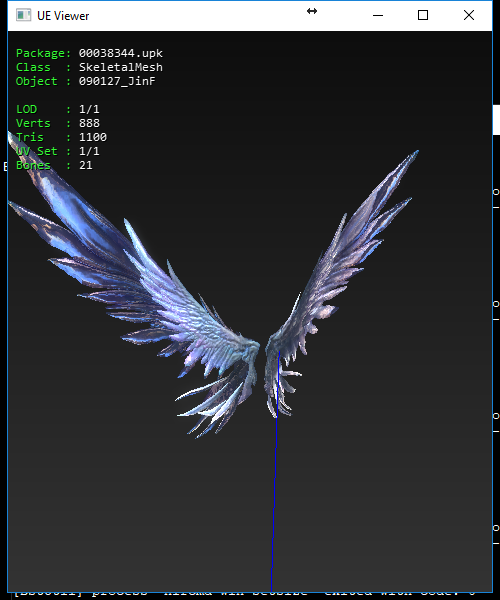 UE Viewer
Package: 00038344.upk
Class : SkeletalMesh
Object : 090127_JinF
LOD : 1/1
Verts : 888
Tris : 1100
UV Set : 1/1
Bones : 21